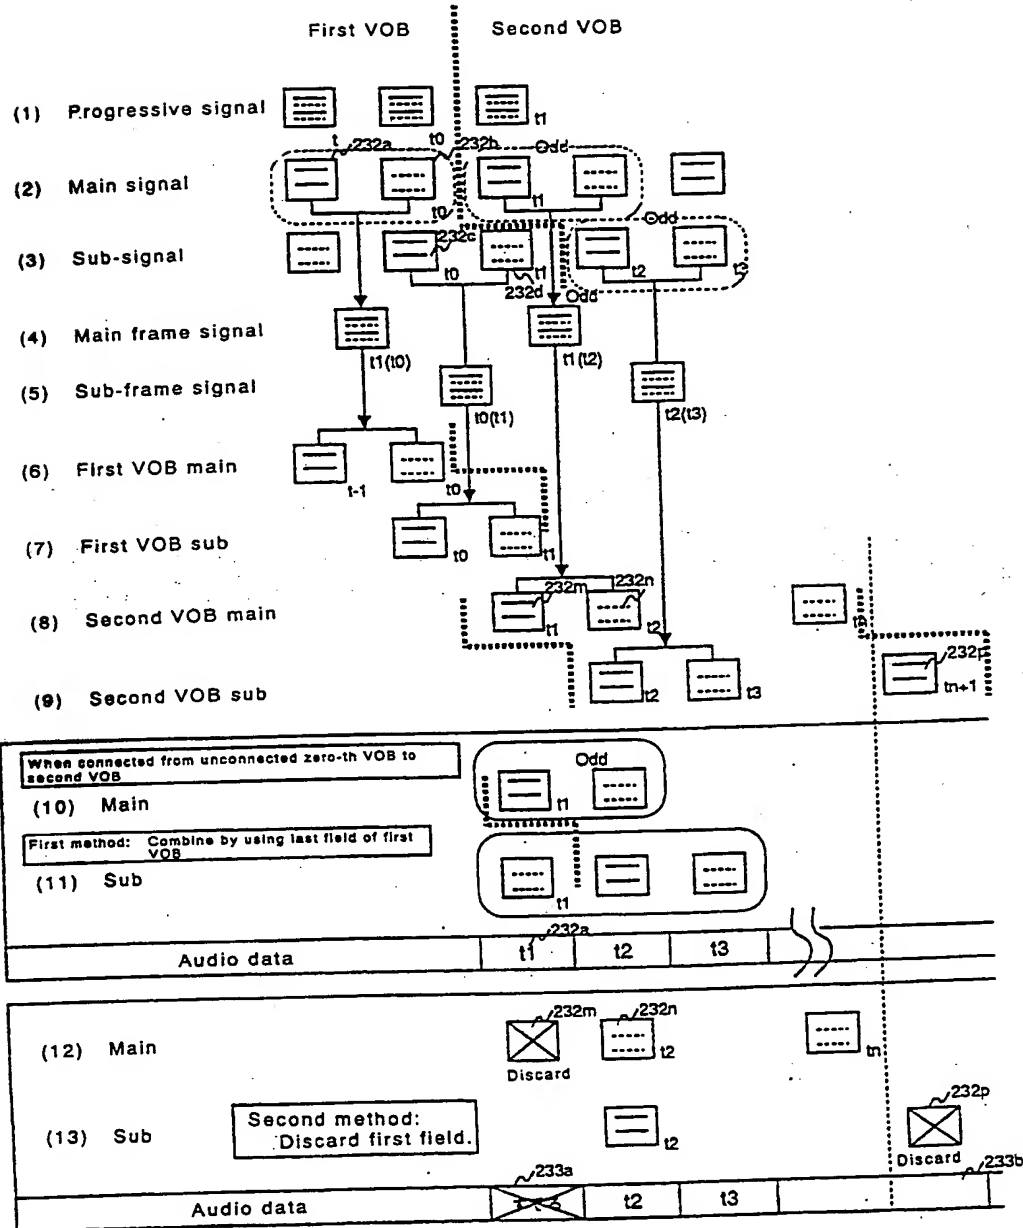 First VOB
Second VOB
(1) Progressive signal
t1
t
t0
232a
232b
Odd
(2) Main signal
t0
t1
Odd
(3) Sub-signal
232c
t0
t1
232d
t2
t3
Odd
(4) Main frame signal
t1(t0)
t1(t2)
(5) Sub-frame signal
t0(t1)
t2(t3)
(6) First VOB main
t-1
t0
(7) First VOB sub
t0
t1
(8) Second VOB main
232m
232n
t1
t2
(9) Second VOB sub
t2
t3
232p
tn+1
When connected from unconnected zero-th VOB to
second VOB
Odd
(10) Main
t1
First method: Combine by using last field of first
VOB
(11) Sub
t1
232a
Audio data
t1
t2
t3
(12) Main
232m
232n
t2
tn
Discard
(13) Sub
Second method:
Discard first field.
t2
232p
Discard
233a
233b
Audio data
t2
t3